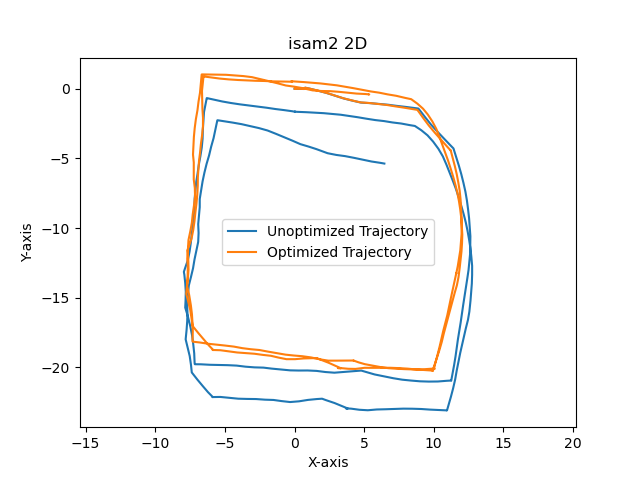 isam2 2D
0
−5
−10
−15
−20
Y-axis
Unoptimized Trajectory
Optimized Trajectory
−15
−10
−5
0
5
10
15
20
X-axis